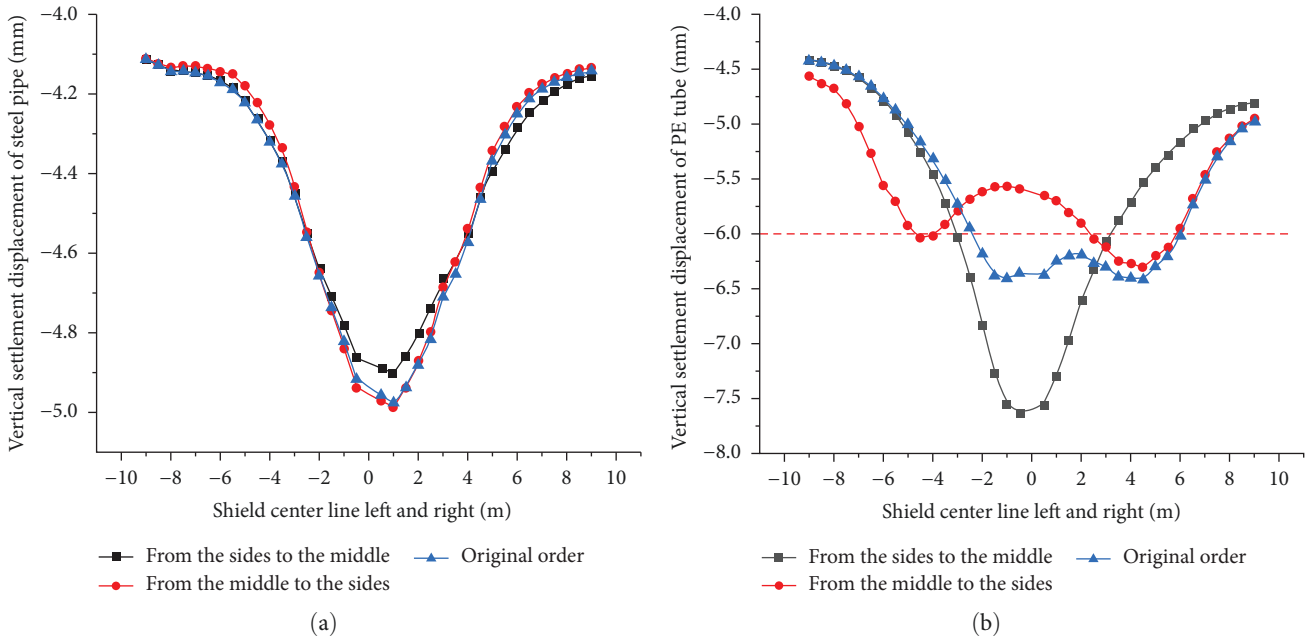 Vertical settlement displacement of steel pipe (mm)
−4.0
−4.2
−4.4
−4.6
−4.8
−5.0
−10 −8 −6 −4 −2 0 2 4 6 8 10
Shield center line left and right (m)
From the sides to the middle
Original order
From the middle to the sides
(a)
Vertical settlement displacement of PE tube (mm)
−4.0
−4.5
−5.0
−5.5
−6.0
−6.5
−7.0
−7.5
−8.0
−10 −8 −6 −4 −2 0 2 4 6 8 10
Shield center line left and right (m)
From the sides to the middle
Original order
From the middle to the sides
(b)